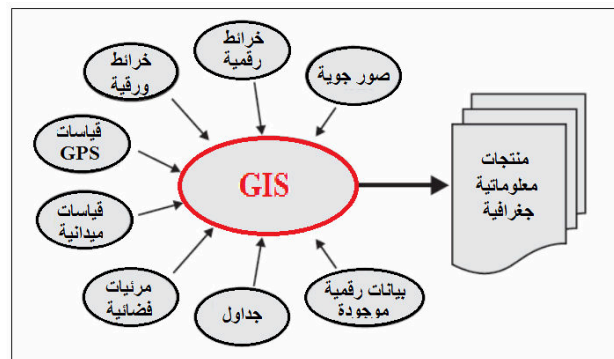 خرائط
رقمية
خرائط
ورقية
صور جوية
قياسات
GPS
GIS
منتجات
معلوماتية
جغرافية
قياسات
ميدانية
مرئيات
فضائية
جداول
بيانات رقمية
موجودة